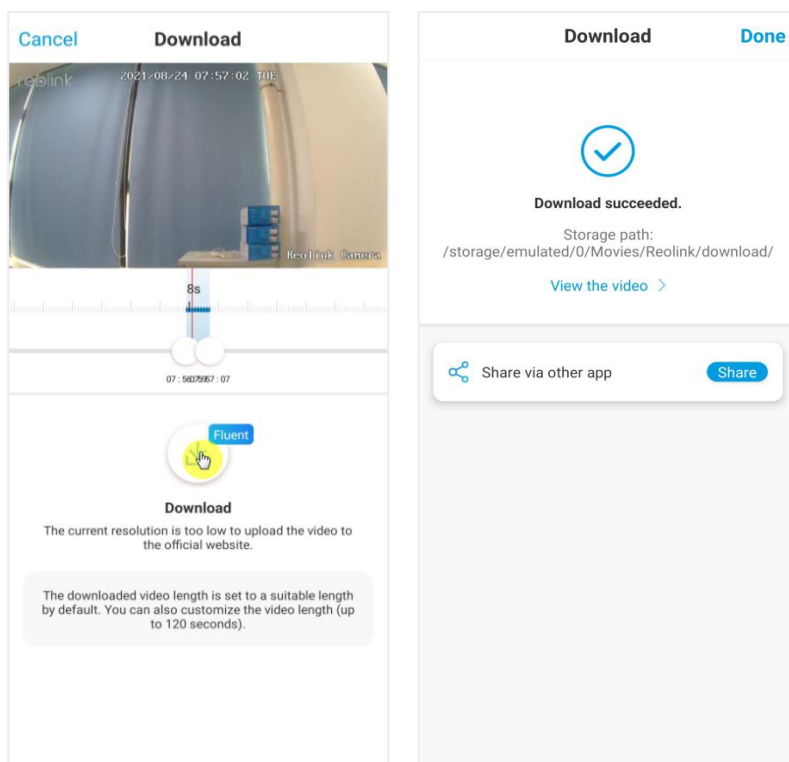 Cancel
Download
reolink
2021/08/24 07:57:02 TUE
Reolink Camera
8s
Fluent
Download
The current resolution is too low to upload the video to
the official website.
The downloaded video length is set to a suitable length
by default. You can also customize the video length (up
to 120 seconds).
Download
Done
Download succeeded.
Storage path:
/storage/emulated/0/Movies/Reolink/download/
View the video >
Share via other app
Share